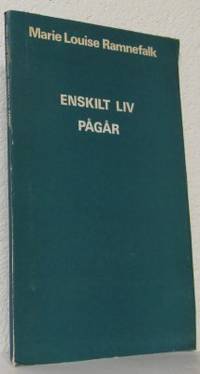 Marie Louise Ramnefalk
ENSKILT LIV
PÅGÅR